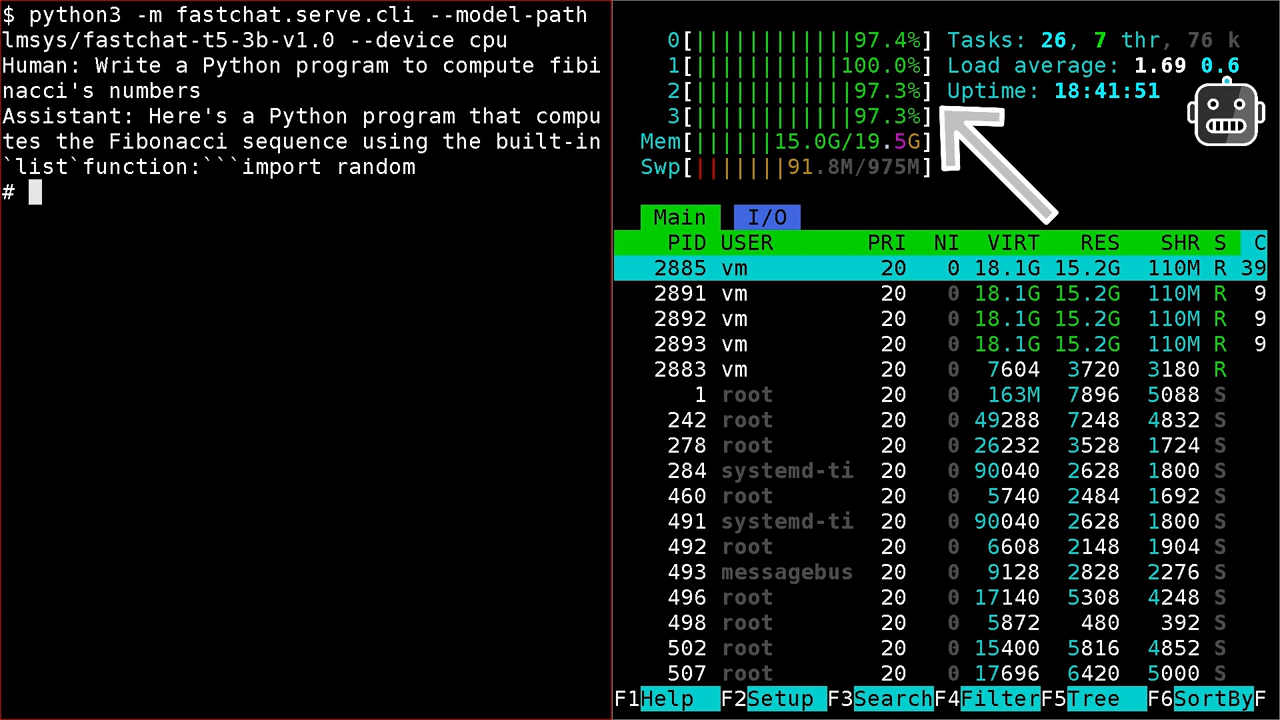 $ python3 -m fastchat.serve.cli --model-path
lmsys/fastchat-t5-3b-v1.0 --device cpu
Human: Write a Python program to compute fibi
nacci's numbers
Assistant: Here's a Python program that compu
tes the Fibonacci sequence using the built-in
`list`function:```import random
#
0[||||||||||||97.4%] Tasks: 26, 7 thr, 76 k
1[|||||||||||100.0%] Load average: 1.69 0.6
2[||||||||||||97.3%] Uptime: 18:41:51
3[||||||||||||97.3%]
Mem[||||||15.0G/19.5G]
Swp[|||||||91.8M/975M]
Main I/O
PID USER PRI NI VIRT RES SHR S C
2885 vm 20 0 18.1G 15.2G 110M R 39
2891 vm 20 0 18.1G 15.2G 110M R 9
2892 vm 20 0 18.1G 15.2G 110M R 9
2893 vm 20 0 18.1G 15.2G 110M R 9
2883 vm 20 0 7604 3720 3180 R
1 root 20 0 163M 7896 5088 S
242 root 20 0 49288 7248 4832 S
278 root 20 0 26232 3528 1724 S
284 systemd-ti 20 0 90040 2628 1800 S
460 root 20 0 5740 2484 1692 S
491 systemd-ti 20 0 90040 2628 1800 S
492 root 20 0 6608 2148 1904 S
493 messagebus 20 0 9128 2828 2276 S
496 root 20 0 17140 5308 4248 S
498 root 20 0 5872 480 392 S
502 root 20 0 15400 5816 4852 S
507 root 20 0 17696 6420 5000 S
F1Help F2Setup F3SearchF4FilterF5Tree F6SortByF